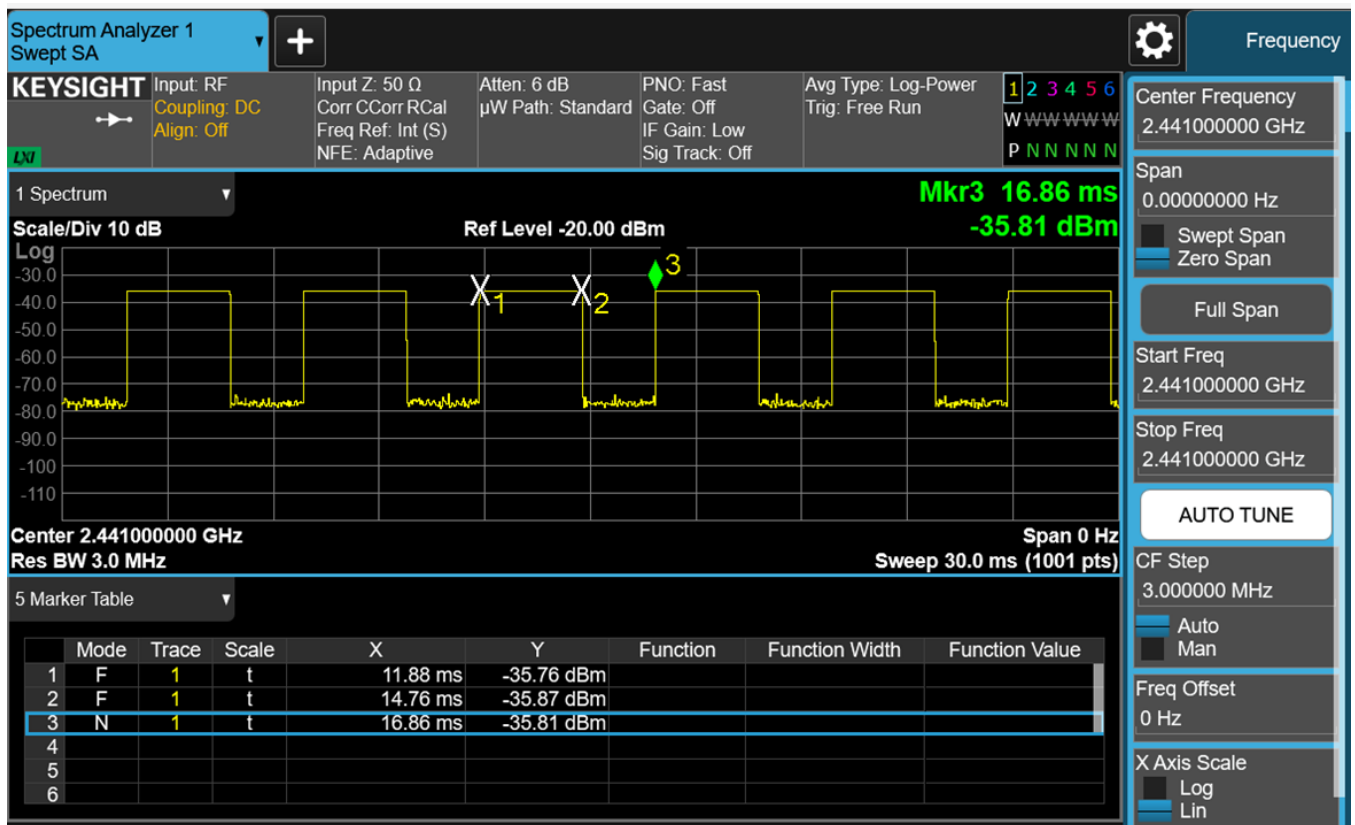 Spectrum Analyzer 1
Swept SA
Frequency
KEYSIGHT
LXI
Input: RF
Coupling: DC
Align: Off
Input Z: 50 Ω
Corr CCorr RCal
Freq Ref: Int (S)
NFE: Adaptive
Atten: 6 dB
µW Path: Standard
PNO: Fast
Gate: Off
IF Gain: Low
Sig Track: Off
Avg Type: Log-Power
Trig: Free Run
1 2 3 4 5 6
W W W W W W
P N N N N N
1 Spectrum
Mkr3 16.86 ms
-35.81 dBm
Scale/Div 10 dB
Ref Level -20.00 dBm
Log
-30.0
-40.0
-50.0
-60.0
-70.0
-80.0
-90.0
-100
-110
1
2
3
Center 2.441000000 GHz
Span 0 Hz
Res BW 3.0 MHz
Sweep 30.0 ms (1001 pts)
5 Marker Table
Mode Trace Scale X Y Function Function Width Function Value
1 F 1 t 11.88 ms -35.76 dBm
2 F 1 t 14.76 ms -35.87 dBm
3 N 1 t 16.86 ms -35.81 dBm
4
5
6
Center Frequency
2.441000000 GHz
Span
0.00000000 Hz
Swept Span
Zero Span
Full Span
Start Freq
2.441000000 GHz
Stop Freq
2.441000000 GHz
AUTO TUNE
CF Step
3.000000 MHz
Auto
Man
Freq Offset
0 Hz
X Axis Scale
Log
Lin